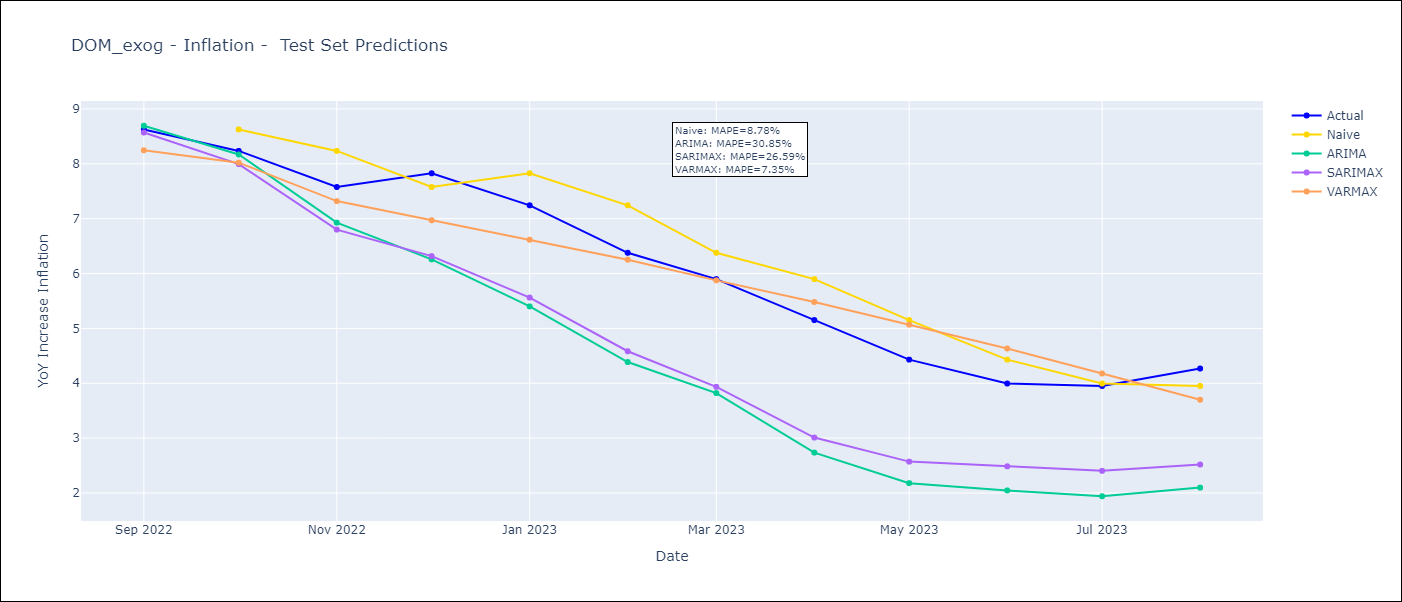 DOM_exog - Inflation -  Test Set Predictions
Naive: MAPE=8.78%
ARIMA: MAPE=30.85%
SARIMAX: MAPE=26.59%
VARMAX: MAPE=7.35%
Actual
Naive
ARIMA
SARIMAX
VARMAX
YoY Increase Inflation
9
8
7
6
5
4
3
2
Sep 2022
Nov 2022
Jan 2023
Mar 2023
May 2023
Jul 2023
Date